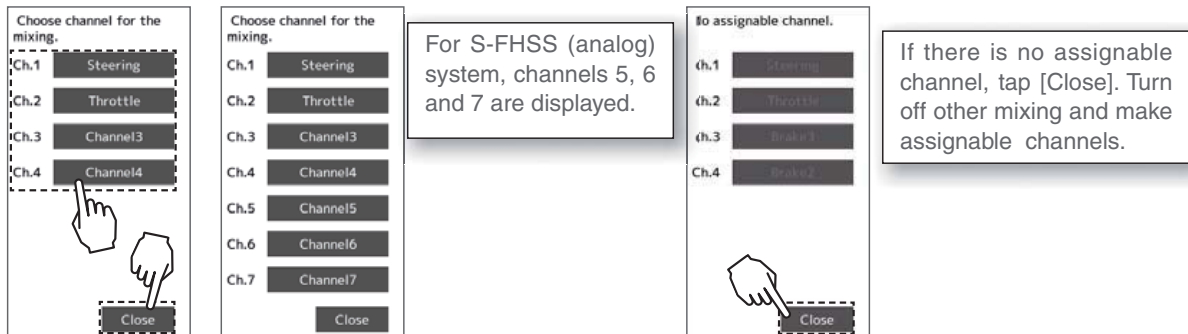 Choose channel for the
mixing.
Ch.1 Steering
Ch.2 Throttle
Ch.3 Channel3
Ch.4 Channel4
Close
Choose channel for the
mixing.
Ch.1 Steering
Ch.2 Throttle
Ch.3 Channel3
Ch.4 Channel4
Ch.5 Channel5
Ch.6 Channel6
Ch.7 Channel7
Close
For S-FHSS (analog)
system, channels 5, 6
and 7 are displayed.
No assignable channel.
Ch.1 Steering
Ch.2 Throttle
Ch.3 Brake3
Ch.4 Brake2
Close
If there is no assignable
channel, tap [Close]. Turn
off other mixing and make
assignable channels.